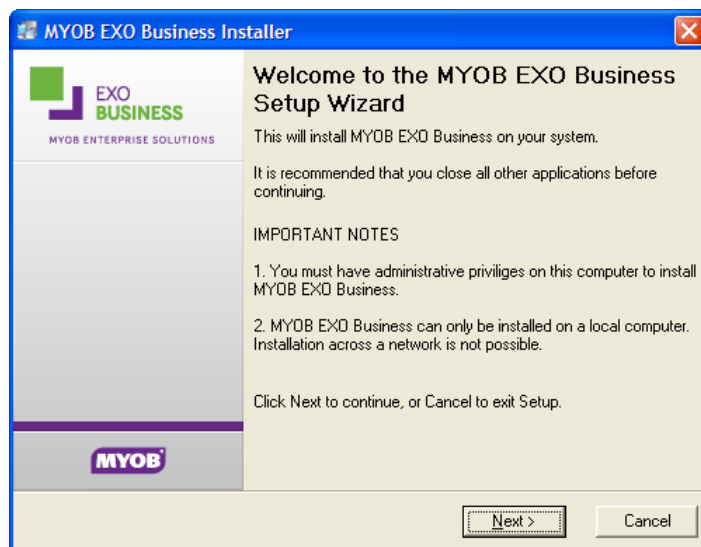 MYOB EXO Business Installer
EXO
BUSINESS
MYOB ENTERPRISE SOLUTIONS
Welcome to the MYOB EXO Business
Setup Wizard
This will install MYOB EXO Business on your system.
It is recommended that you close all other applications before
continuing.
IMPORTANT NOTES
1. You must have administrative priviliges on this computer to install
MYOB EXO Business.
2. MYOB EXO Business can only be installed on a local computer.
Installation across a network is not possible.
Click Next to continue, or Cancel to exit Setup.
MYOB
Next >
Cancel